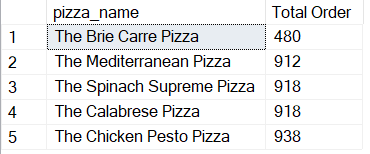 pizza_name Total Order
1 The Brie Carre Pizza 480
2 The Mediterranean Pizza 912
3 The Spinach Supreme Pizza 918
4 The Calabrese Pizza 918
5 The Chicken Pesto Pizza 938